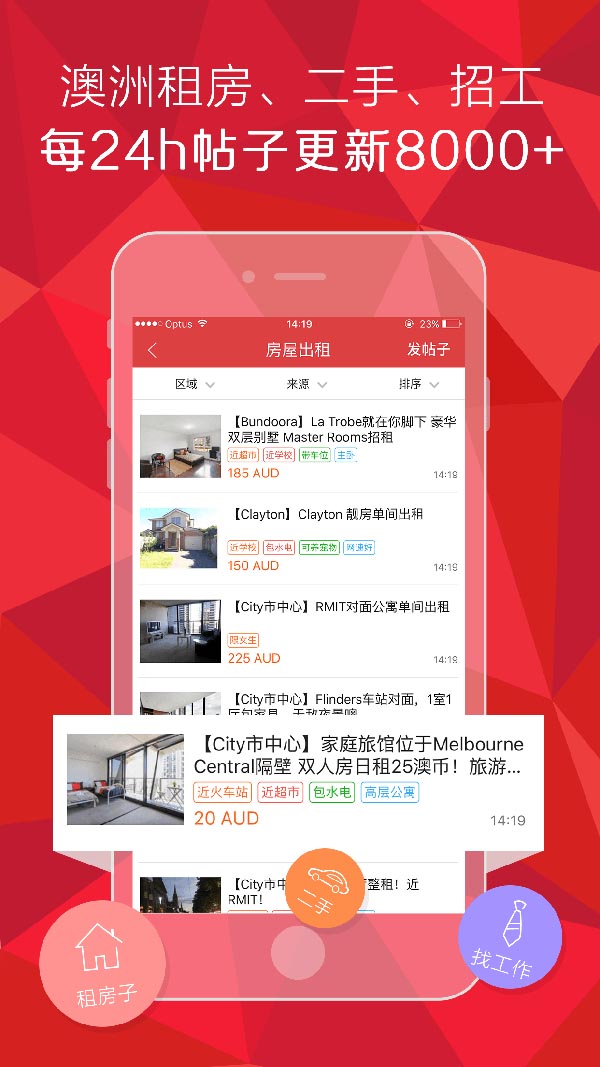 澳洲租房、二手、招工
每24h帖子更新8000+
Optus
14:19
23%
房屋出租
发帖子
区域
来源
排序
【Bundoora】La Trobe就在你脚下 豪华
双层别墅 Master Rooms招租
近超市 近学校 带车位 主卧
185 AUD
14:19
【Clayton】Clayton 靓房单间出租
近学校 包水电 可养宠物 网速好
150 AUD
14:19
【City市中心】RMIT对面公寓单间出租
限女生
225 AUD
14:19
【City市中心】Flinders车站对面，1室1
【City市中心】家庭旅馆位于Melbourne
Central隔壁 双人房日租25澳币！旅游...
近火车站 近超市 包水电 高层公寓
20 AUD
14:19
【City市中
整租！近
RMIT！
二手
租房子
找工作